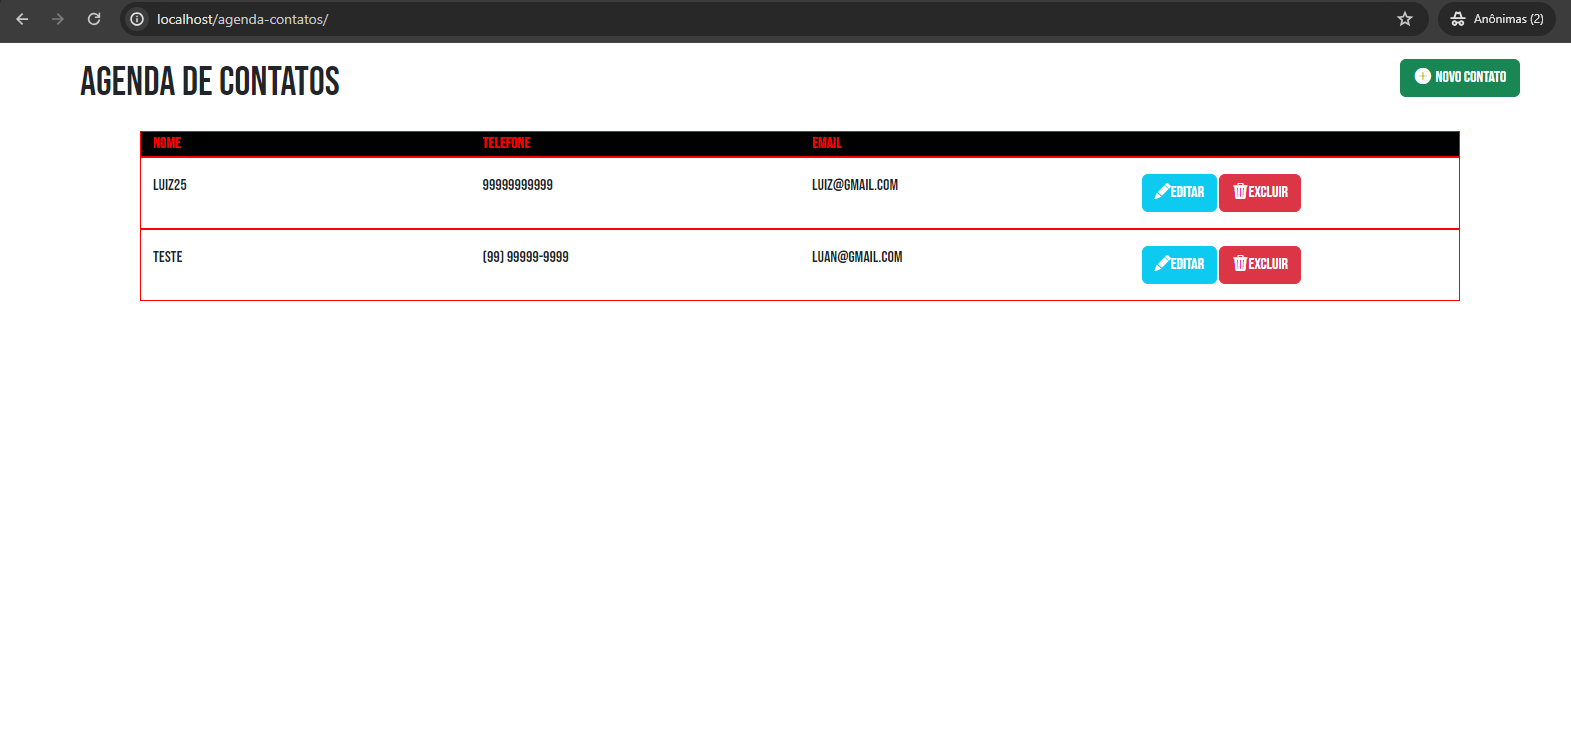 localhost/agenda-contatos/
Anônimas (2)
AGENDA DE CONTATOS
NOVO CONTATO
NOME TELEFONE EMAIL
LUIZ25 99999999999 LUIZ@GMAIL.COM EDITAR EXCLUIR
TESTE (99) 99999-9999 LUAN@GMAIL.COM EDITAR EXCLUIR